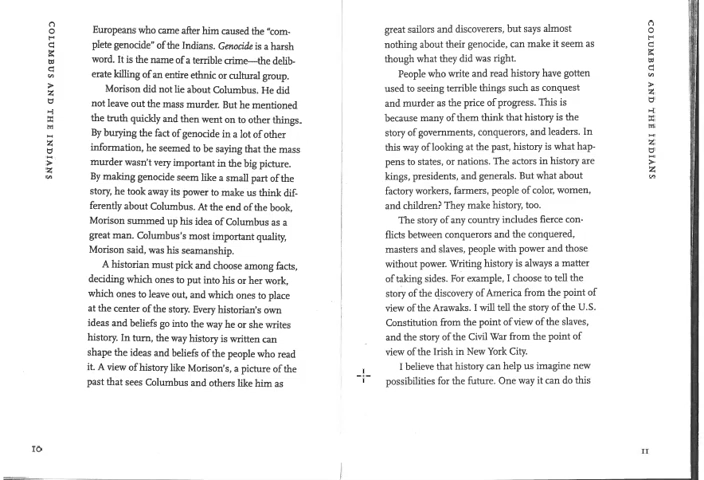 COLUMBUS AND THE INDIANS
Europeans who came after him caused the “com-
plete genocide” of the Indians. Genocide is a harsh
word. It is the name of a terrible crime—the delib-
erate killing of an entire ethnic or cultural group.
Morison did not lie about Columbus. He did
not leave out the mass murder. But he mentioned
the truth quickly and then went on to other things.
By burying the fact of genocide in a lot of other
information, he seemed to be saying that the mass
murder wasn’t very important in the big picture.
By making genocide seem like a small part of the
story, he took away its power to make us think dif-
ferently about Columbus. At the end of the book,
Morison summed up his idea of Columbus as a
great man. Columbus’s most important quality,
Morison said, was his seamanship.
A historian must pick and choose among facts,
deciding which ones to put into his or her work,
which ones to leave out, and which ones to place
at the center of the story. Every historian’s own
ideas and beliefs go into the way he or she writes
history. In turn, the way history is written can
shape the ideas and beliefs of the people who read
it. A view of history like Morison’s, a picture of the
past that sees Columbus and others like him as
10
great sailors and discoverers, but says almost
nothing about their genocide, can make it seem as
though what they did was right.
People who write and read history have gotten
used to seeing terrible things such as conquest
and murder as the price of progress. This is
because many of them think that history is the
story of governments, conquerors, and leaders. In
this way of looking at the past, history is what hap-
pens to states, or nations. The actors in history are
kings, presidents, and generals. But what about
factory workers, farmers, people of color, women,
and children? They make history, too.
The story of any country includes fierce con-
flicts between conquerors and the conquered,
masters and slaves, people with power and those
without power. Writing history is always a matter
of taking sides. For example, I choose to tell the
story of the discovery of America from the point of
view of the Arawaks. I will tell the story of the U.S.
Constitution from the point of view of the slaves,
and the story of the Civil War from the point of
view of the Irish in New York City.
I believe that history can help us imagine new
possibilities for the future. One way it can do this
COLUMBUS AND THE INDIANS
11